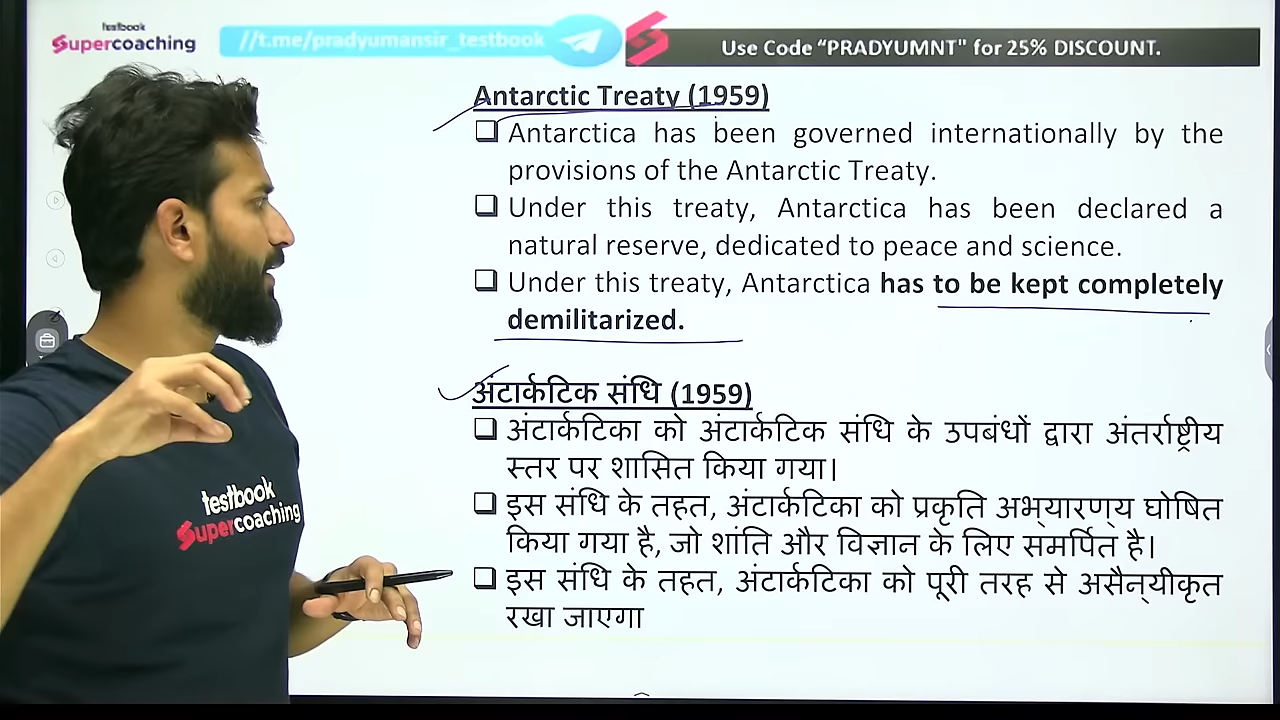 testbook
Supercoaching
//t.me/pradyumansir_testbook
Use Code “PRADYUMNT" for 25% DISCOUNT.
Antarctic Treaty (1959)
❑ Antarctica has been governed internationally by the
provisions of the Antarctic Treaty.
❑ Under this treaty, Antarctica has been declared a
natural reserve, dedicated to peace and science.
❑ Under this treaty, Antarctica has to be kept completely
demilitarized.
अंटार्कटिक संधि (1959)
❑ अंटार्कटिका को अंटार्कटिक संधि के उपबंधों द्वारा अंतर्राष्ट्रीय
स्तर पर शासित किया गया।
❑ इस संधि के तहत, अंटार्कटिका को प्रकृति अभ्यारण्य घोषित
किया गया है, जो शांति और विज्ञान के लिए समर्पित है।
❑ इस संधि के तहत, अंटार्कटिका को पूरी तरह से असैन्यीकृत
रखा जाएगा
testbook
Supercoaching